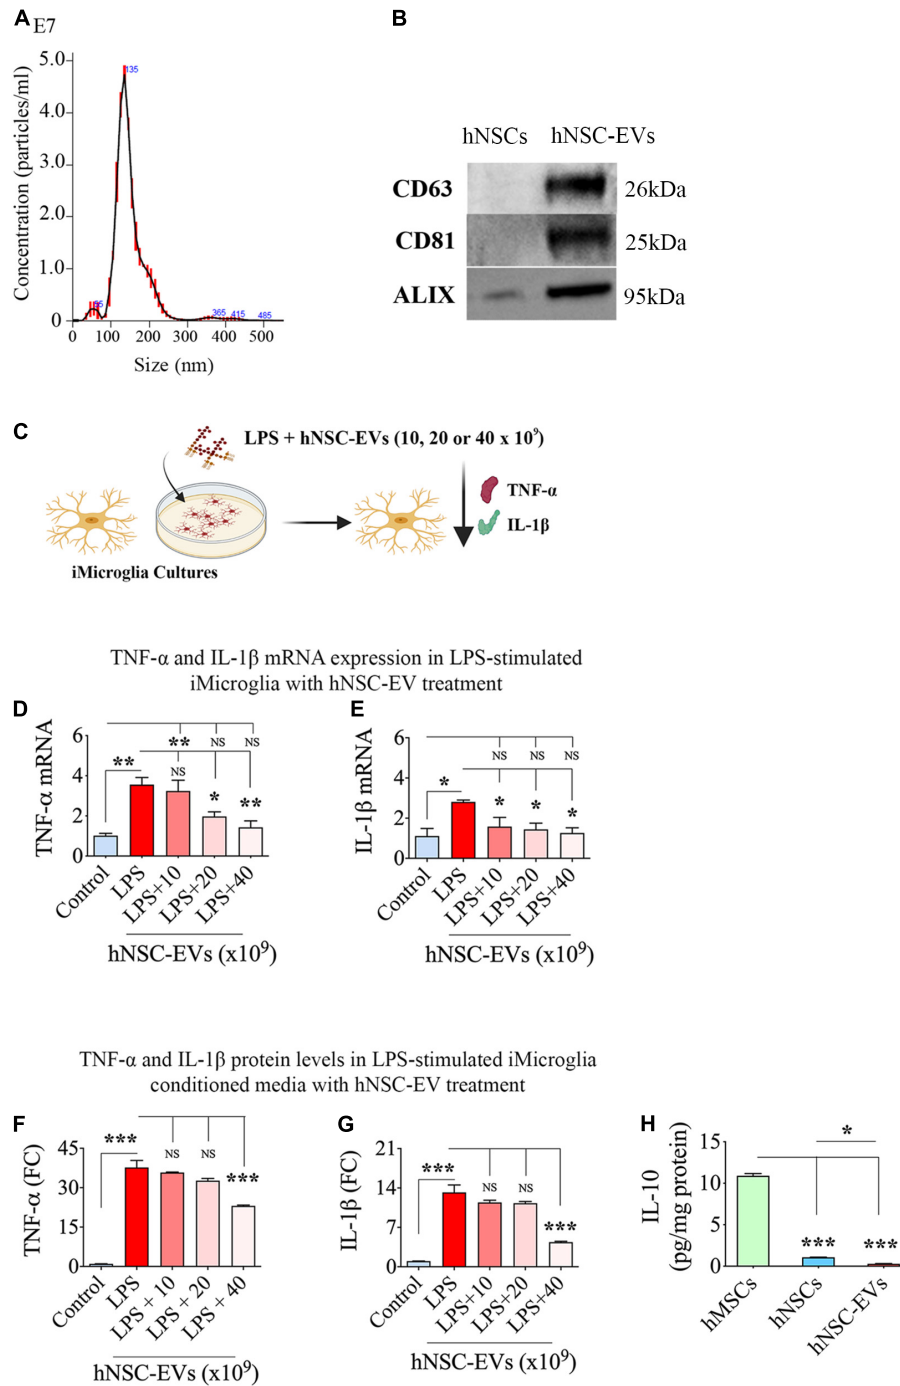 A
E7
Concentration (particles/ml)
5.0
4.0
3.0
2.0
1.0
0
135
365
415
485
0 100 200 300 400 500
Size (nm)
B
hNSCs hNSC-EVs
CD63 26kDa
CD81 25kDa
ALIX 95kDa
C
LPS + hNSC-EVs (10, 20 or 40 x 10⁹)
TNF-α
IL-1β
iMicroglia Cultures
TNF-α and IL-1β mRNA expression in LPS-stimulated
iMicroglia with hNSC-EV treatment
D
TNF-α mRNA
6
4
2
0
NS NS
**
**
NS
*
**
Control
LPS
LPS+10
LPS+20
LPS+40
hNSC-EVs (x10⁹)
E
IL-1β mRNA
6
4
2
0
NS NS NS
*
*
*
*
Control
LPS
LPS+10
LPS+20
LPS+40
hNSC-EVs (x10⁹)
TNF-α and IL-1β protein levels in LPS-stimulated iMicroglia
conditioned media with hNSC-EV treatment
F
TNF-α (FC)
45
30
15
0
***
NS NS
***
Control
LPS
LPS + 10
LPS + 20
LPS + 40
hNSC-EVs (x10⁹)
G
IL-1β (FC)
21
14
7
0
***
NS NS
***
Control
LPS
LPS+10
LPS+20
LPS+40
hNSC-EVs (x10⁹)
H
IL-10
(pg/mg protein)
15
10
5
0
*
***
***
hMSCs
hNSCs
hNSC-EVs